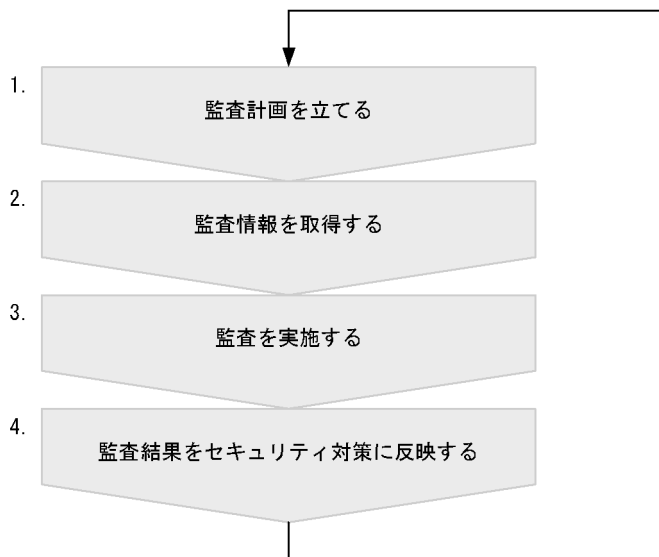 1.
監査計画を立てる
2.
監査情報を取得する
3.
監査を実施する
4.
監査結果をセキュリティ対策に反映する